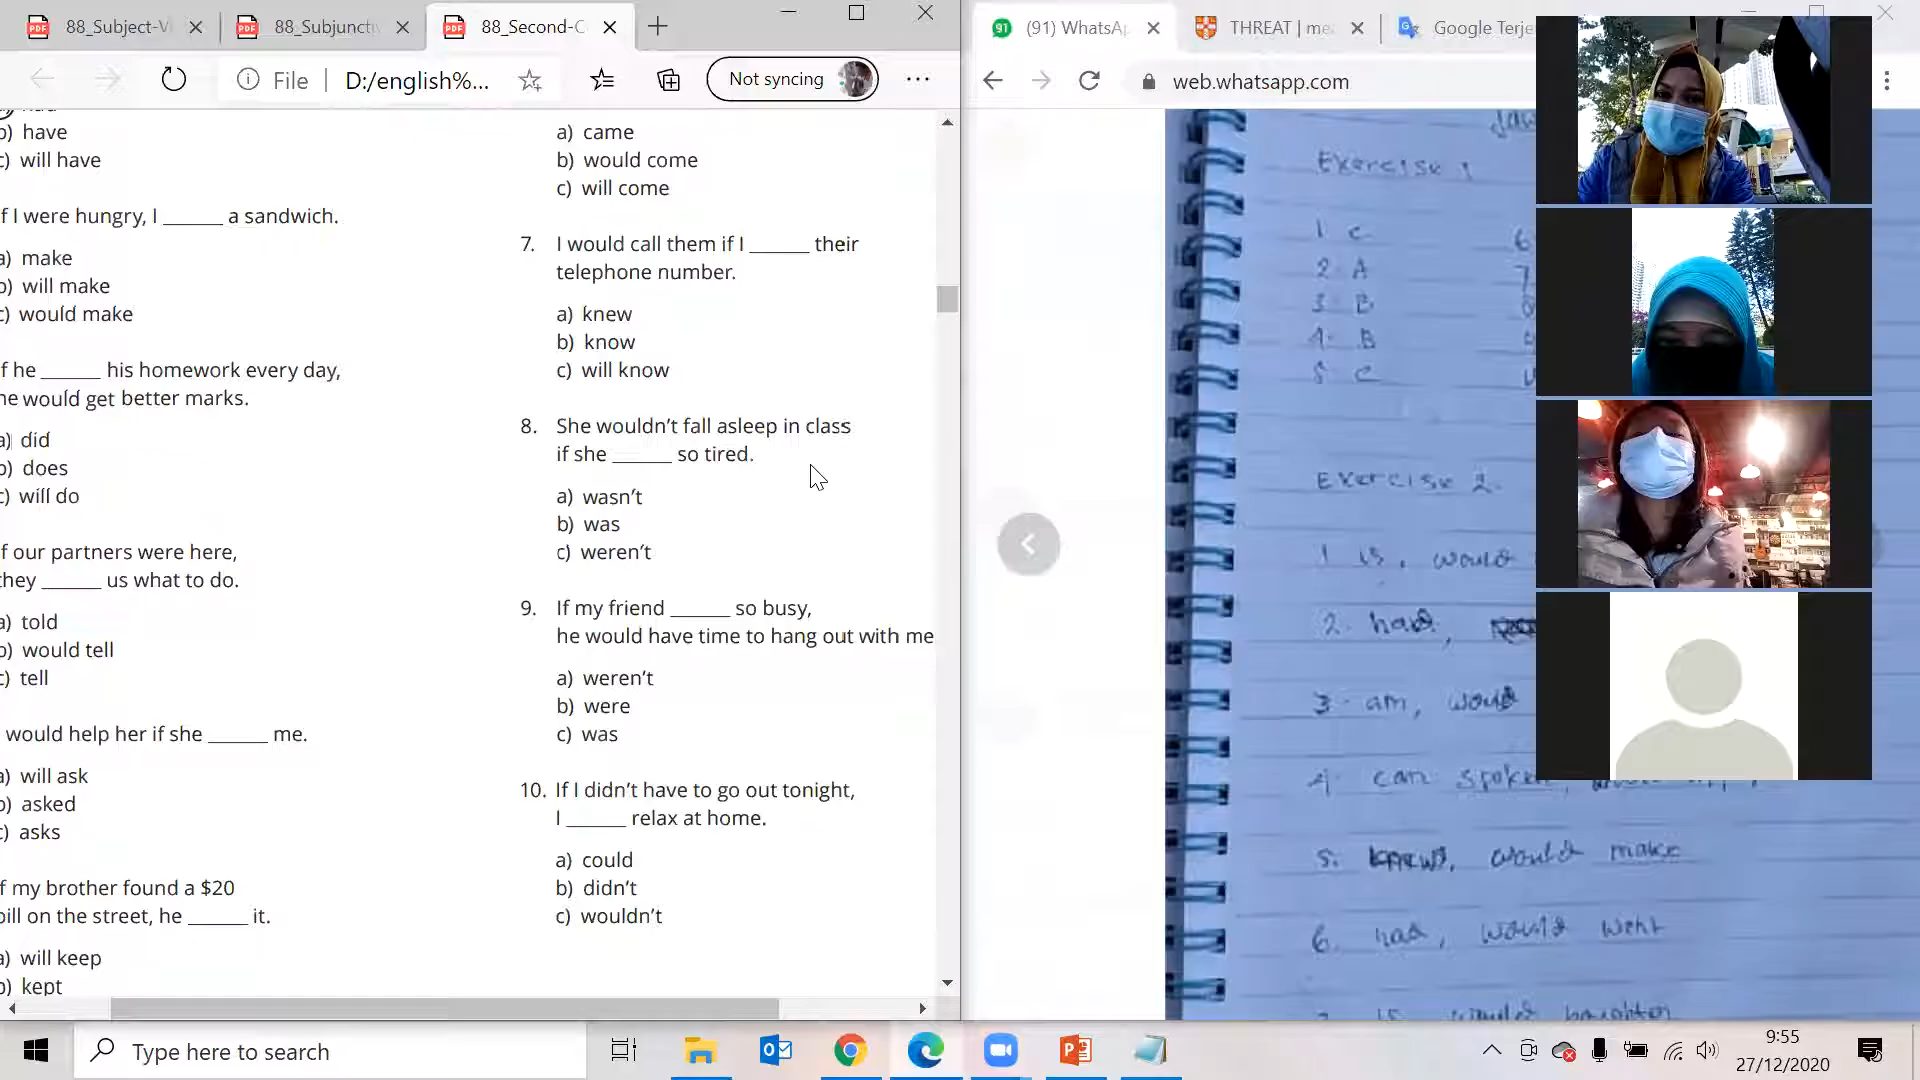 88_Subject-V
88_Subjuncti
88_Second-C
File
D:/english%...
Not syncing
b) have
c) will have
f I were hungry, I ______ a sandwich.
a) make
b) will make
c) would make
f he ______ his homework every day,
he would get better marks.
a) did
b) does
c) will do
f our partners were here,
they ______ us what to do.
a) told
b) would tell
c) tell
would help her if she ______ me.
a) will ask
b) asked
c) asks
f my brother found a $20
bill on the street, he ______ it.
a) will keep
b) kept
a) came
b) would come
c) will come
7. I would call them if I ______ their
telephone number.
a) knew
b) know
c) will know
8. She wouldn't fall asleep in class
if she ______ so tired.
a) wasn't
b) was
c) weren't
9. If my friend ______ so busy,
he would have time to hang out with me
a) weren't
b) were
c) was
10. If I didn't have to go out tonight,
I ______ relax at home.
a) could
b) didn't
c) wouldn't
91
(91) WhatsAp
THREAT | me
Google Terje
web.whatsapp.com
Exercise 1
1 C
2. A
3. B
4. B
5 C
6
7
Exercise 2.
1 is, would
2. had,
3. am, would
4. can spoken,
5. knew, would make
6. had, would went
Type here to search
9:55
27/12/2020